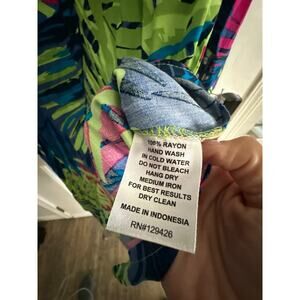 100% RAYON
HAND WASH
IN COLD WATER
DO NOT BLEACH
HANG DRY
MEDIUM IRON
FOR BEST RESULTS
DRY CLEAN
MADE IN INDONESIA
RN#129426